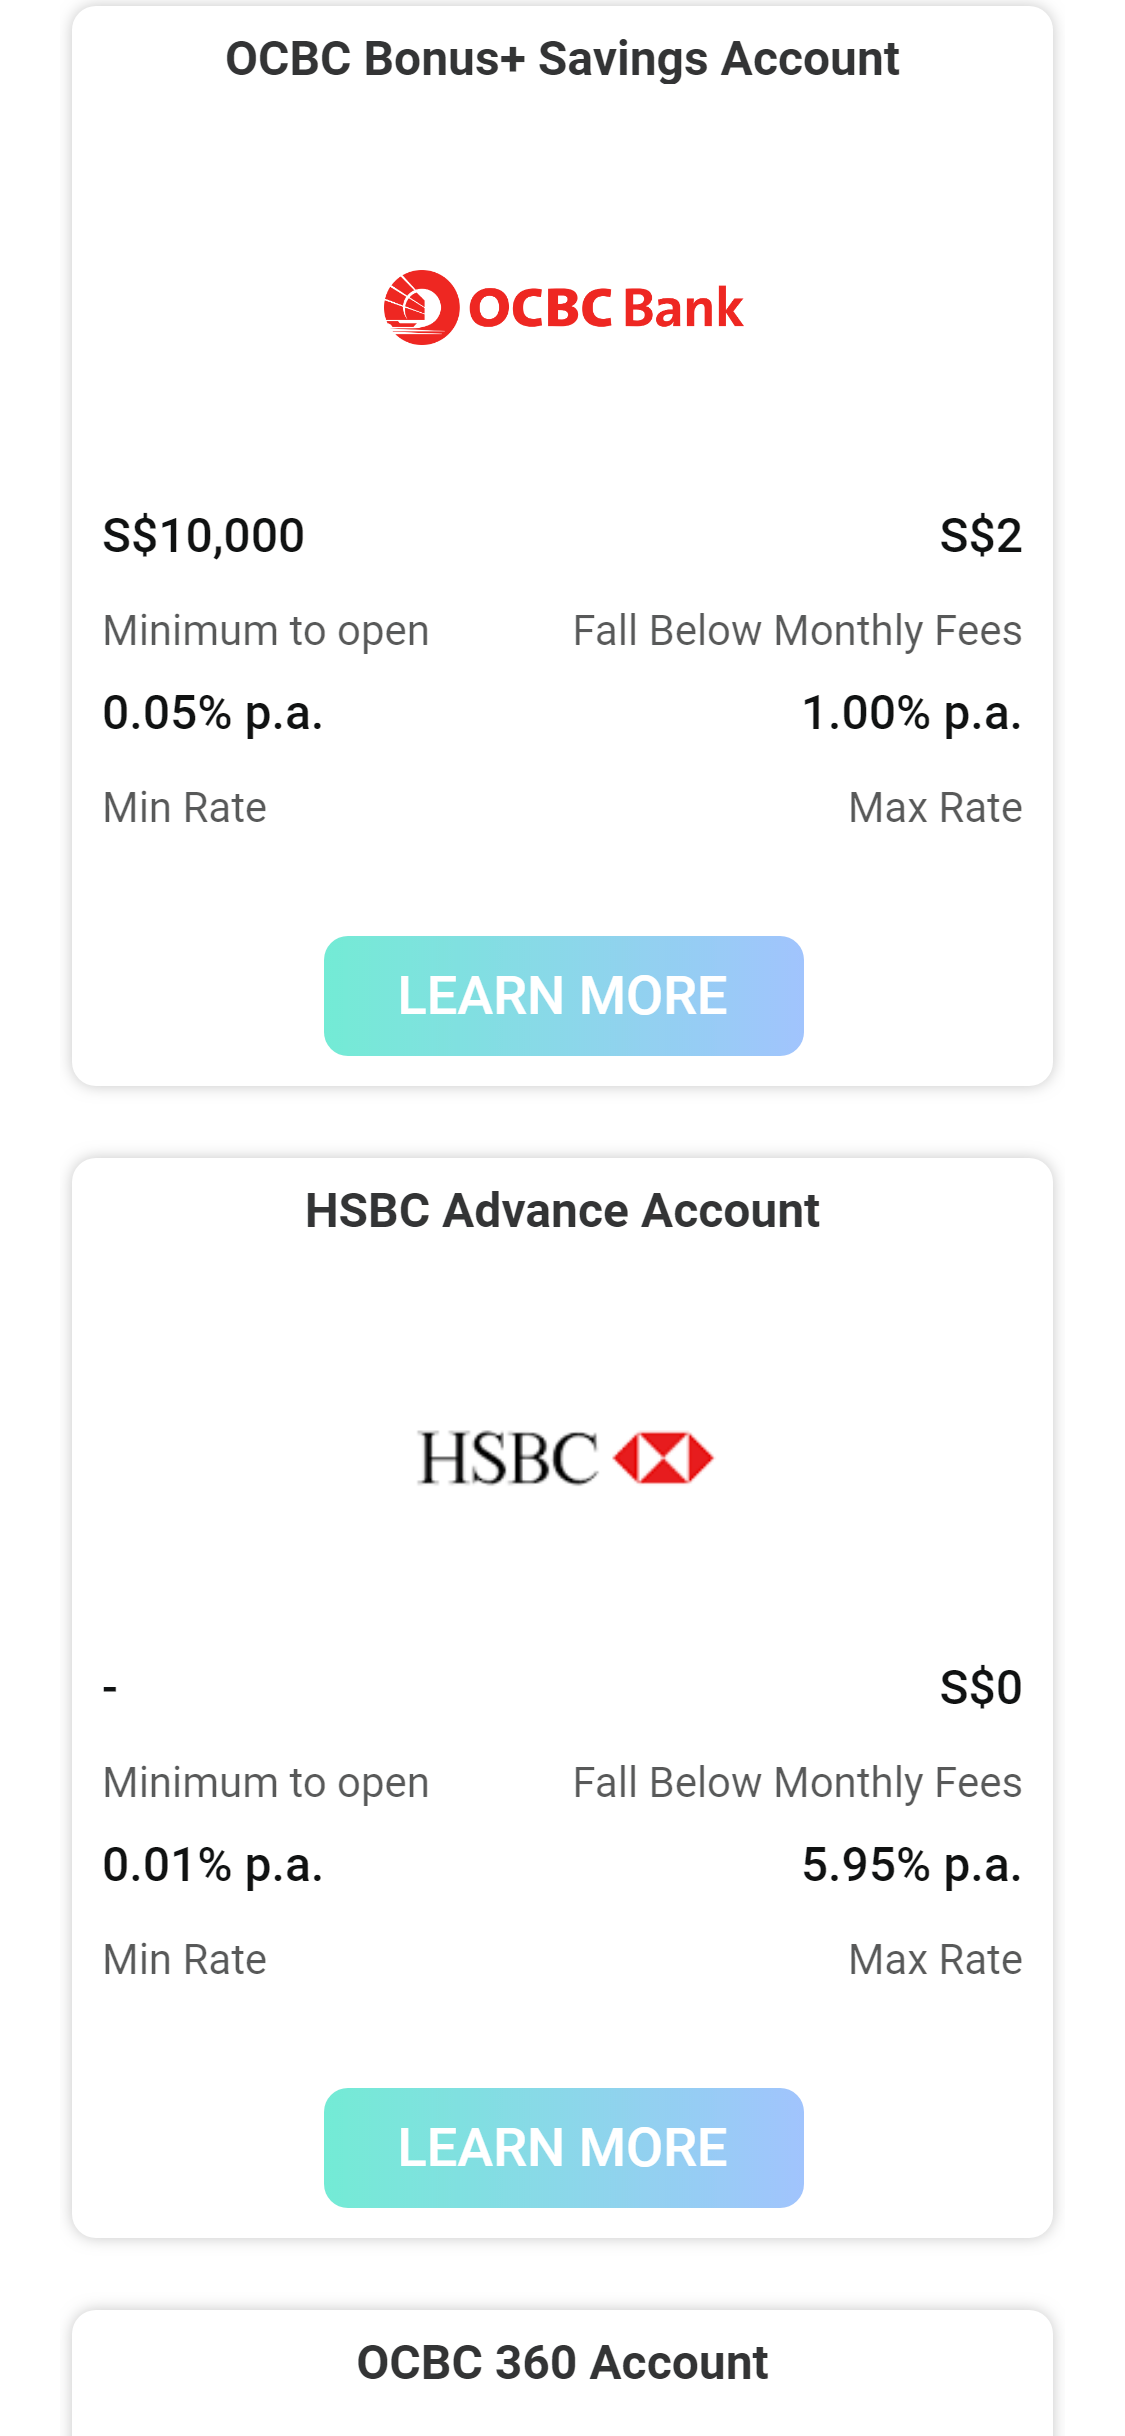 OCBC Bonus+ Savings Account
OCBC Bank
S$10,000 S$2
Minimum to open Fall Below Monthly Fees
0.05% p.a. 1.00% p.a.
Min Rate Max Rate
LEARN MORE
HSBC Advance Account
HSBC
- S$0
Minimum to open Fall Below Monthly Fees
0.01% p.a. 5.95% p.a.
Min Rate Max Rate
LEARN MORE
OCBC 360 Account